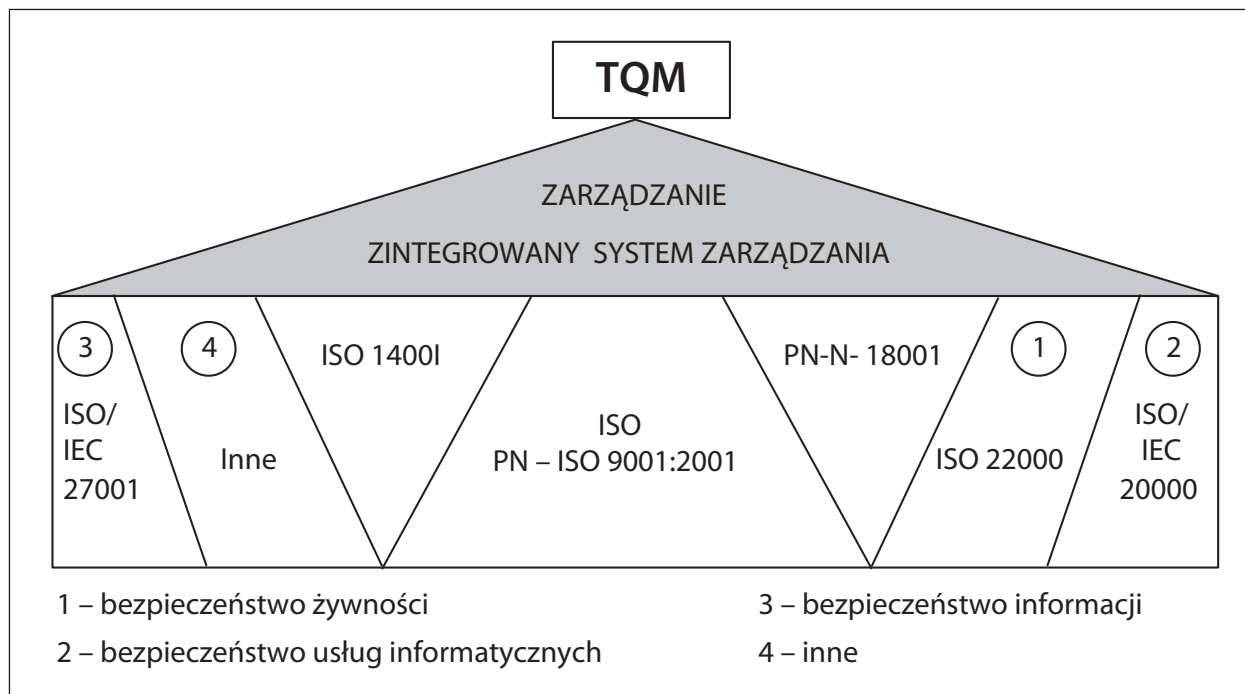 TQM
ZARZĄDZANIE
ZINTEGROWANY SYSTEM ZARZĄDZANIA
3
ISO/
IEC
27001
4
Inne
ISO 1400I
ISO
PN – ISO 9001:2001
PN-N- 18001
1
ISO 22000
2
ISO/
IEC
20000
1 – bezpieczeństwo żywności
2 – bezpieczeństwo usług informatycznych
3 – bezpieczeństwo informacji
4 – inne